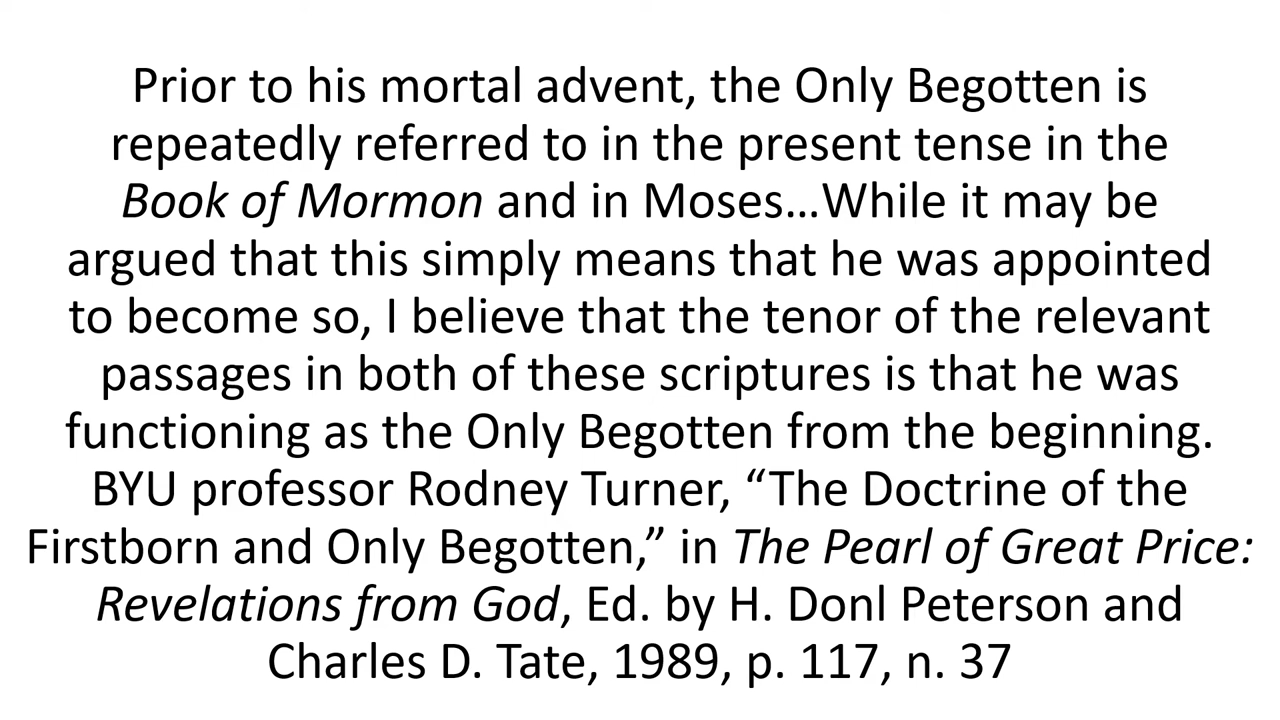 Prior to his mortal advent, the Only Begotten is
repeatedly referred to in the present tense in the
Book of Mormon and in Moses…While it may be
argued that this simply means that he was appointed
to become so, I believe that the tenor of the relevant
passages in both of these scriptures is that he was
functioning as the Only Begotten from the beginning.
BYU professor Rodney Turner, “The Doctrine of the
Firstborn and Only Begotten,” in The Pearl of Great Price:
Revelations from God, Ed. by H. Donl Peterson and
Charles D. Tate, 1989, p. 117, n. 37